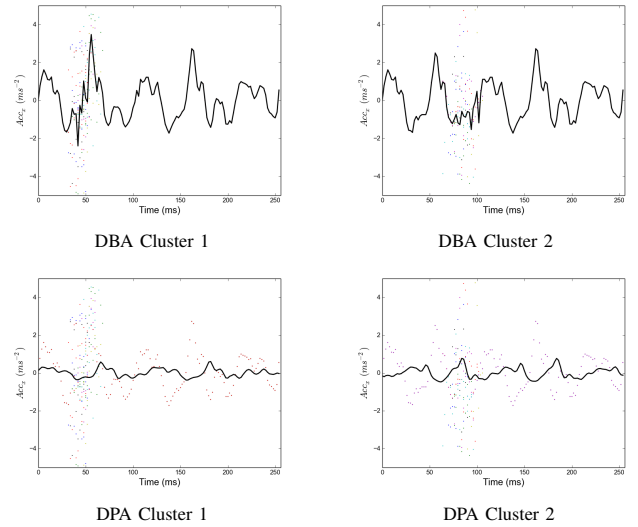 4
2
0
−2
−4
Acc_x (ms^{-2})
0 50 100 150 200 250
Time (ms)
DBA Cluster 1
4
2
0
−2
−4
Acc_x (ms^{-2})
0 50 100 150 200 250
Time (ms)
DBA Cluster 2
4
2
0
−2
−4
Acc_x (ms^{-2})
0 50 100 150 200 250
Time (ms)
DPA Cluster 1
4
2
0
−2
−4
Acc_x (ms^{-2})
0 50 100 150 200 250
Time (ms)
DPA Cluster 2